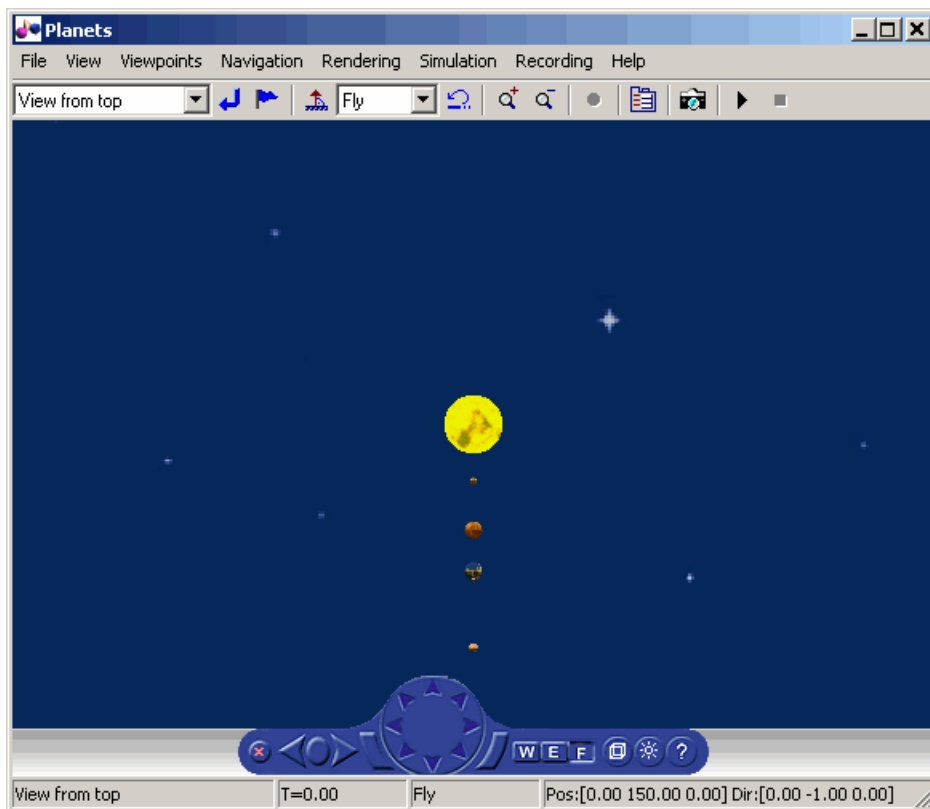 Planets
File View Viewpoints Navigation Rendering Simulation Recording Help
View from top Fly
W E F ?
View from top T=0.00 Fly Pos:[0.00 150.00 0.00] Dir:[0.00 -1.00 0.00]